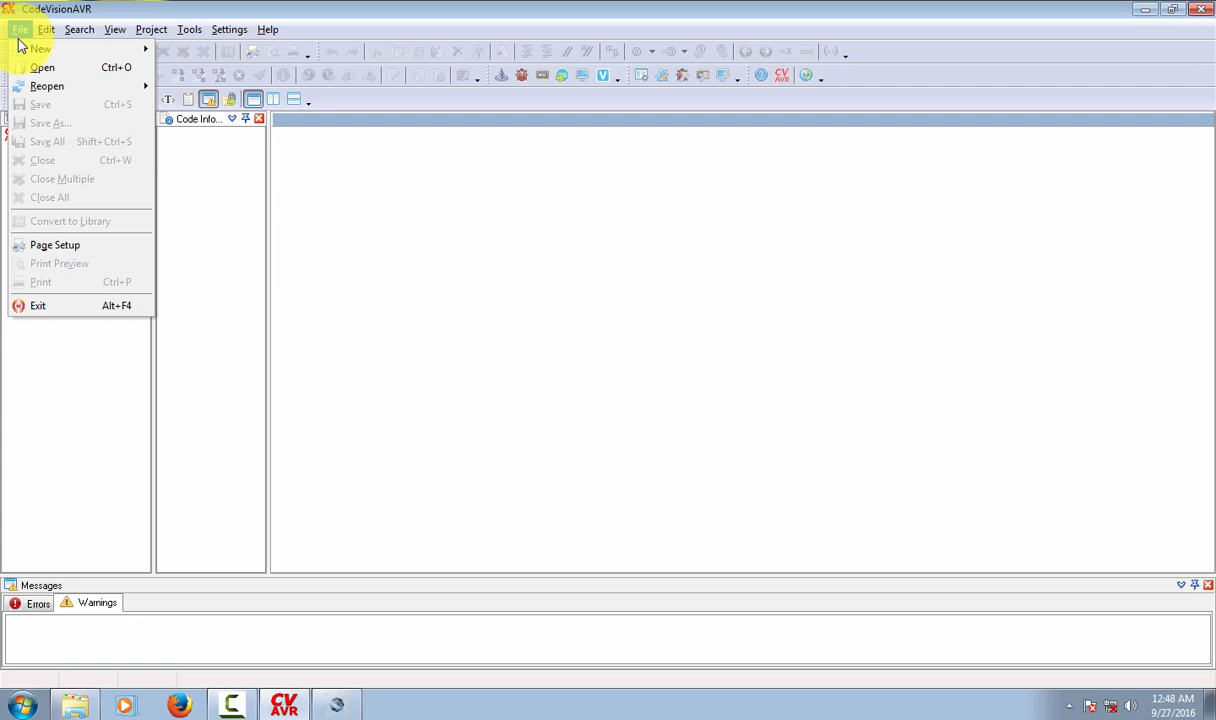 CodeVisionAVR
File Edit Search View Project Tools Settings Help
New
Open Ctrl+O
Reopen
Save Ctrl+S
Save As...
Save All Shift+Ctrl+S
Close Ctrl+W
Close Multiple
Close All
Convert to Library
Page Setup
Print Preview
Print Ctrl+P
Exit Alt+F4
Code Info...
Messages
Errors Warnings
CV AVR
12:48 AM
9/27/2016